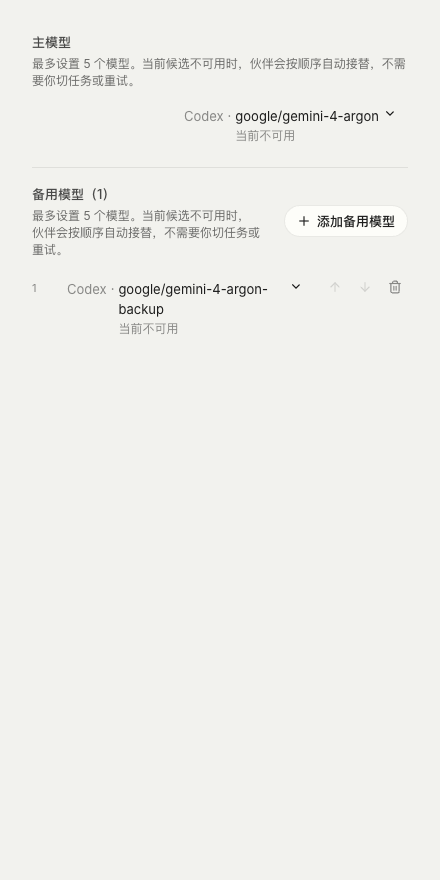 主模型
最多设置 5 个模型。当前候选不可用时，伙伴会按顺序自动接替，不需
要你切任务或重试。
Codex · google/gemini-4-argon
当前不可用
备用模型（1）
最多设置 5 个模型。当前候选不可用时，
伙伴会按顺序自动接替，不需要你切任务或
重试。
添加备用模型
1 Codex · google/gemini-4-argon-
backup
当前不可用